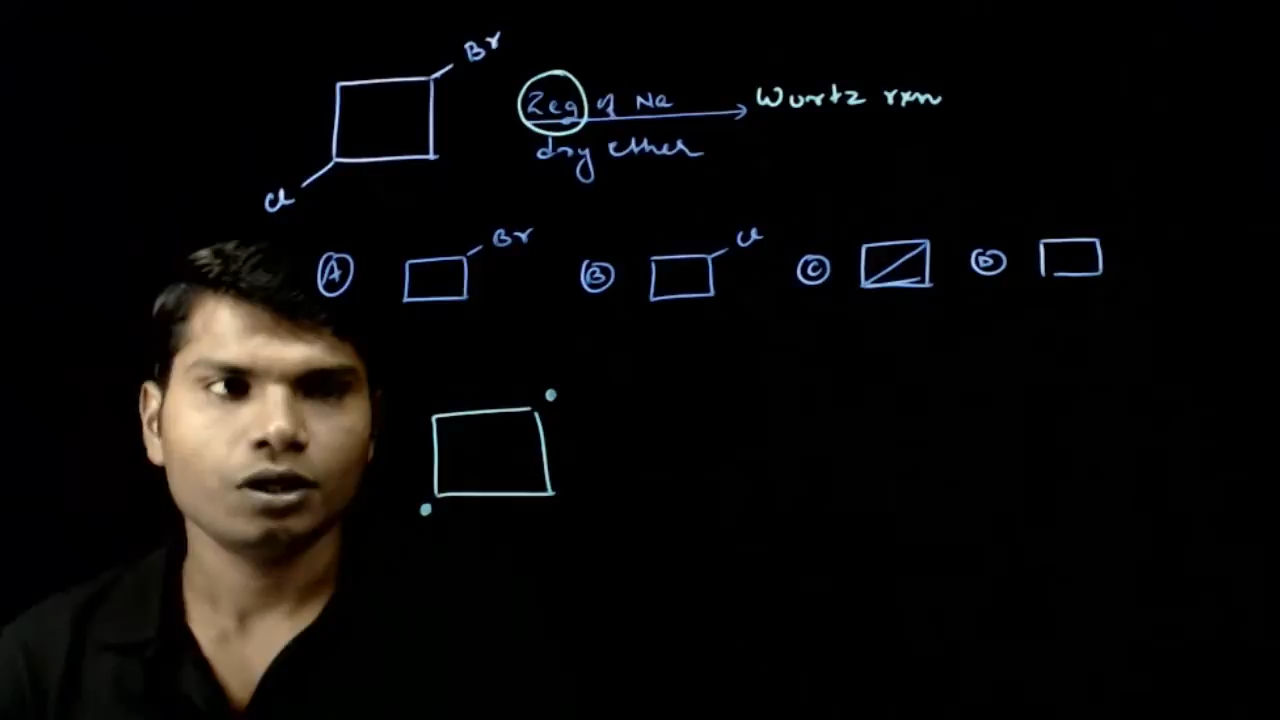 Br
2eq of Na
Wurtz rxn
dry ether
Cl
A Br B Cl C D